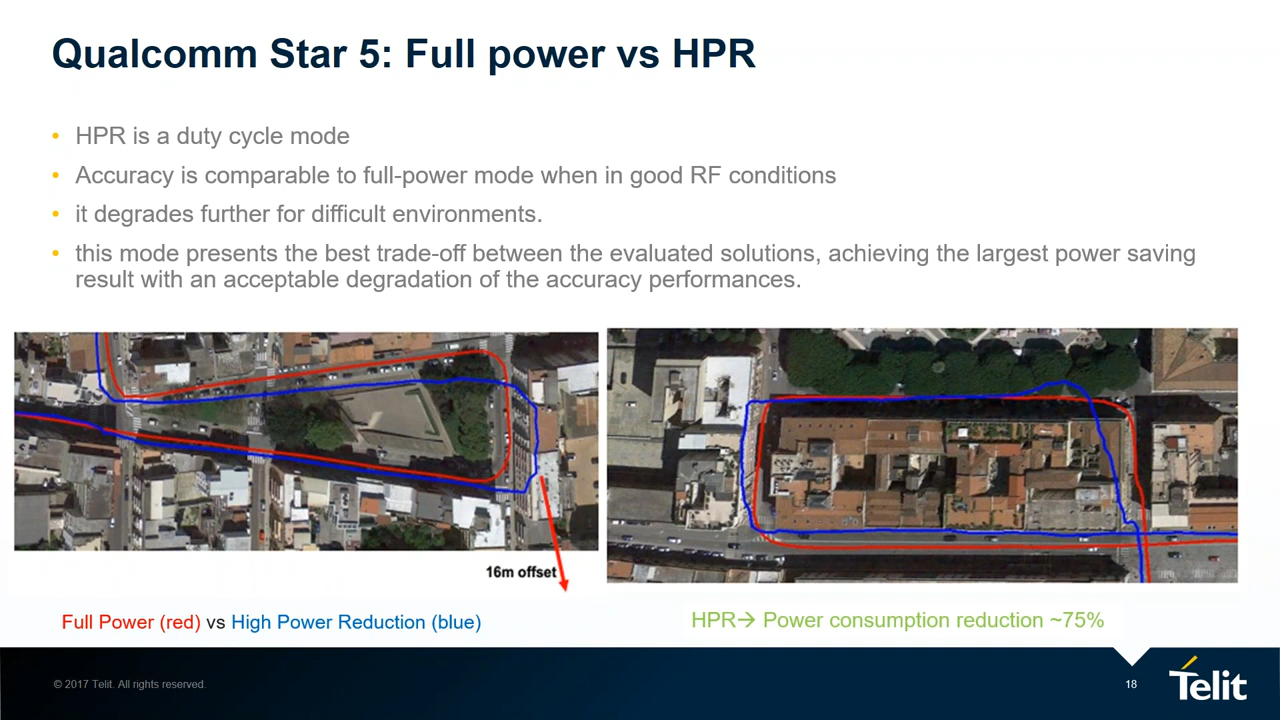 Qualcomm Star 5: Full power vs HPR
• HPR is a duty cycle mode
• Accuracy is comparable to full-power mode when in good RF conditions
• it degrades further for difficult environments.
• this mode presents the best trade-off between the evaluated solutions, achieving the largest power saving
result with an acceptable degradation of the accuracy performances.
16m offset
Full Power (red) vs High Power Reduction (blue)
HPR→ Power consumption reduction ~75%
© 2017 Telit. All rights reserved.
18
Telit